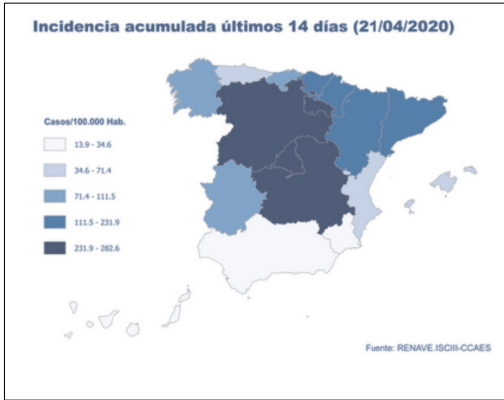 Incidencia acumulada últimos 14 días (21/04/2020)
Casos/100.000 Hab.
13.9 - 34.6
34.6 - 71.4
71.4 - 111.5
111.5 - 231.9
231.9 - 282.6
Fuente: RENAVE.ISCIII-CCAES